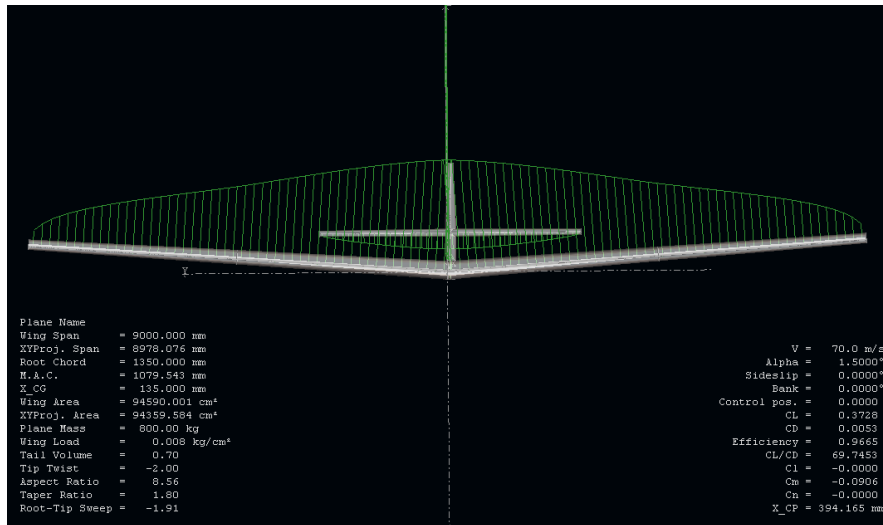 Y
Plane Name
Wing Span = 9000.000 mm
XYProj. Span = 8978.076 mm
Root Chord = 1350.000 mm
M.A.C. = 1079.543 mm
X_CG = 135.000 mm
Wing Area = 94590.001 cm²
XYProj. Area = 94359.584 cm²
Plane Mass = 800.00 kg
Wing Load = 0.008 kg/cm²
Tail Volume = 0.70
Tip Twist = -2.00
Aspect Ratio = 8.56
Taper Ratio = 1.80
Root-Tip Sweep = -1.91
V = 70.0 m/s
Alpha = 1.5000°
Sideslip = 0.0000°
Bank = 0.0000°
Control pos. = 0.0000
CL = 0.3728
CD = 0.0053
Efficiency = 0.9665
CL/CD = 69.7453
Cl = -0.0000
Cm = -0.0906
Cn = -0.0000
X_CP = 394.165 mm